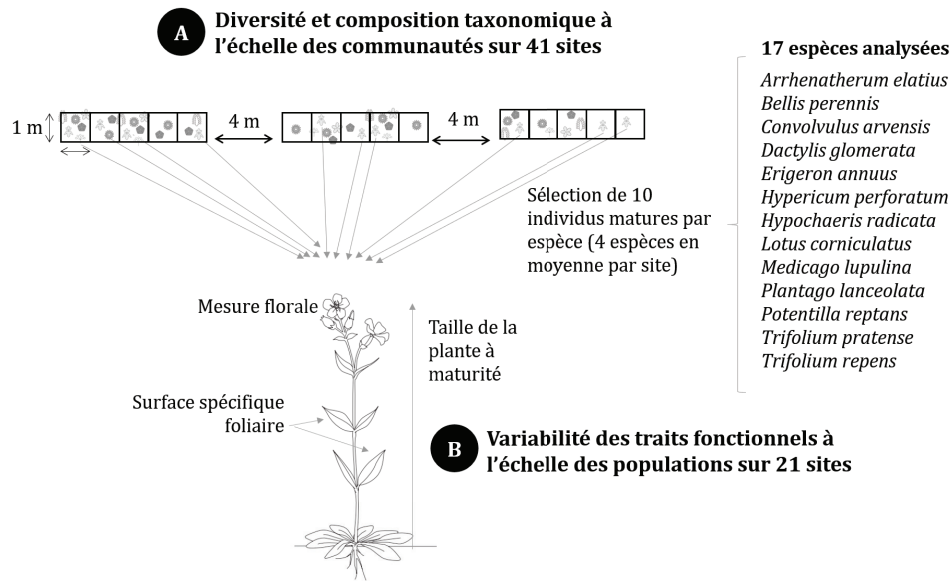 A
Diversité et composition taxonomique à
l'échelle des communautés sur 41 sites
1 m
4 m
4 m
17 espèces analysées
Arrhenatherum elatius
Bellis perennis
Convolvulus arvensis
Dactylis glomerata
Erigeron annuus
Hypericum perforatum
Hypochaeris radicata
Lotus corniculatus
Medicago lupulina
Plantago lanceolata
Potentilla reptans
Trifolium pratense
Trifolium repens
Sélection de 10
individus matures par
espèce (4 espèces en
moyenne par site)
Mesure florale
Taille de la
plante à
maturité
Surface spécifique
foliaire
B
Variabilité des traits fonctionnels à
l'échelle des populations sur 21 sites